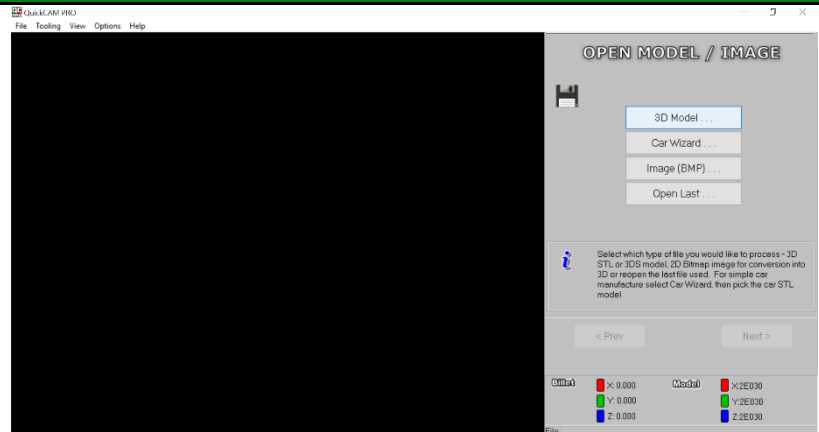 QuickCAM PRO
File Tooling View Options Help
OPEN MODEL / IMAGE
3D Model . . .
Car Wizard . . .
Image (BMP) . . .
Open Last . . .
Select which type of file you would like to process - 3D
STL or 3DS model, 2D Bitmap image for conversion into
3D or reopen the last file used. For simple car
manufacture select Car Wizard, then pick the car STL
model
< Prev Next >
Billet X: 0.000 Model X:2E030
Y: 0.000 Y:2E030
Z: 0.000 Z:2E030
File: